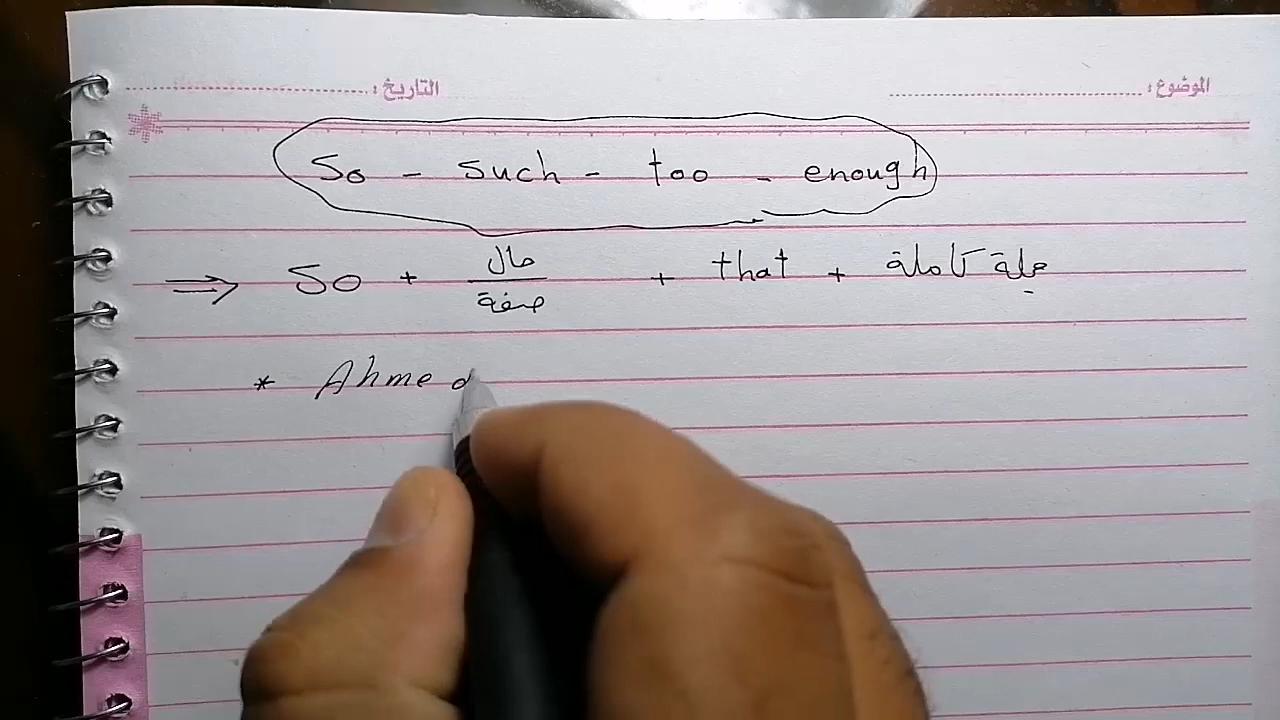 الموضوع : التاريخ :
So - such - too - enough
⇒ So + حال / صفة + that + جملة كاملة
* Ahmed